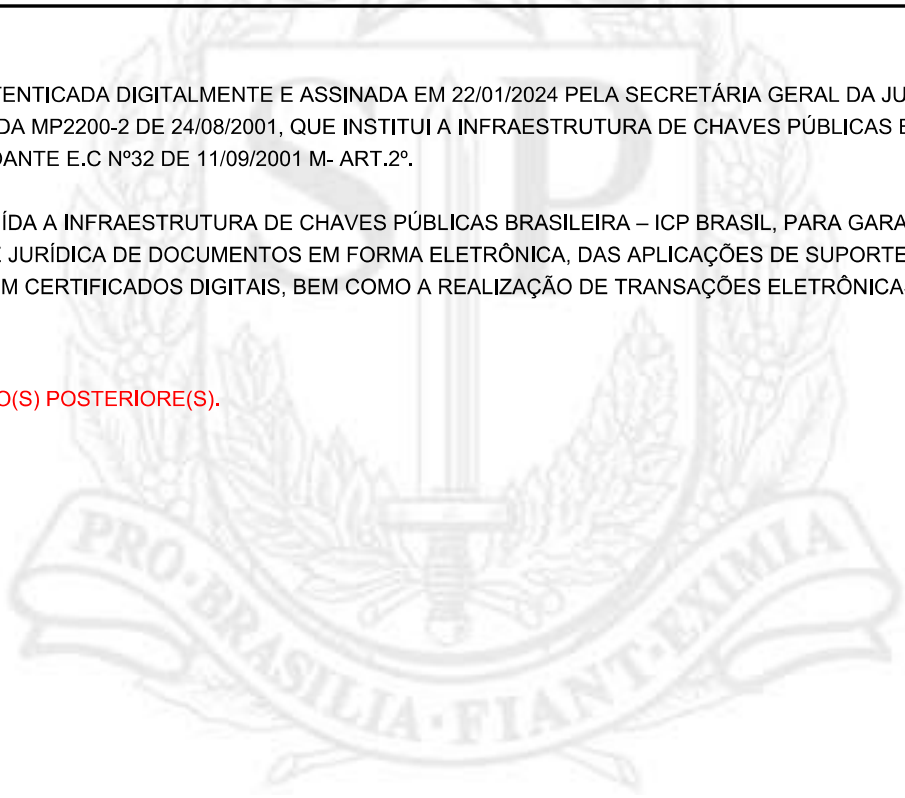 TENTICADA DIGITALMENTE E ASSINADA EM 22/01/2024 PELA SECRETÁRIA GERAL DA JU
DA MP2200-2 DE 24/08/2001, QUE INSTITUI A INFRAESTRUTURA DE CHAVES PÚBLICAS E
DANTE E.C Nº32 DE 11/09/2001 M- ART.2º.
ÍDA A INFRAESTRUTURA DE CHAVES PÚBLICAS BRASILEIRA – ICP BRASIL, PARA GARA
E JURÍDICA DE DOCUMENTOS EM FORMA ELETRÔNICA, DAS APLICAÇÕES DE SUPORTE
M CERTIFICADOS DIGITAIS, BEM COMO A REALIZAÇÃO DE TRANSAÇÕES ELETRÔNICAS
O(S) POSTERIORE(S).
S P
PRO·BRASILIA·FIANT·EXIMIA